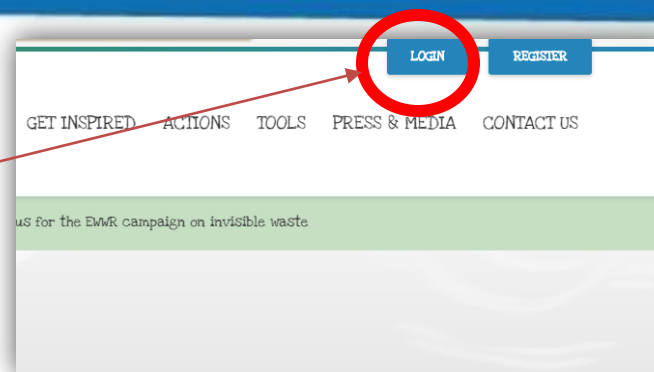 LOGIN REGISTER
GET INSPIRED ACTIONS TOOLS PRESS & MEDIA CONTACT US
us for the EWWR campaign on invisible waste